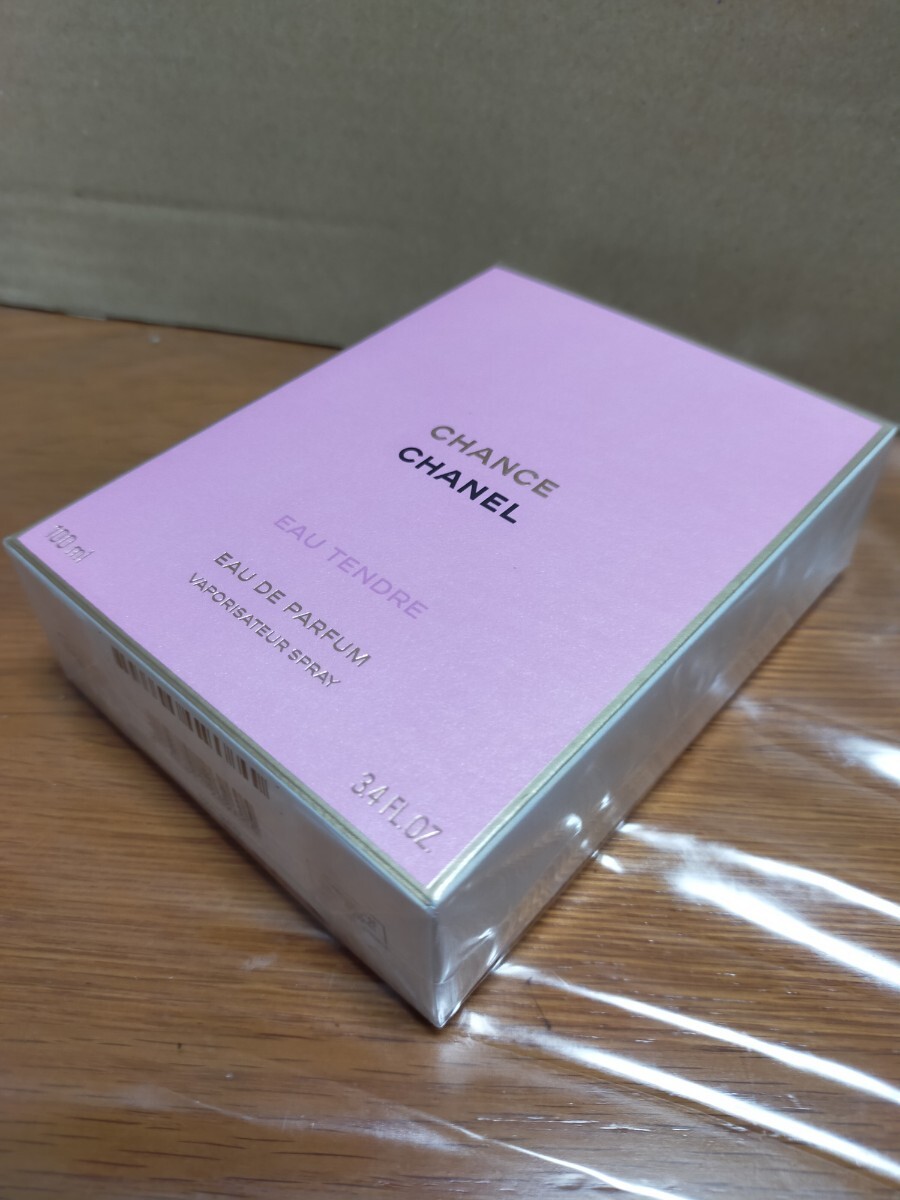 CHANCE
CHANEL
EAU TENDRE
EAU DE PARFUM
VAPORISATEUR SPRAY
100 ml
3.4 FL.OZ.